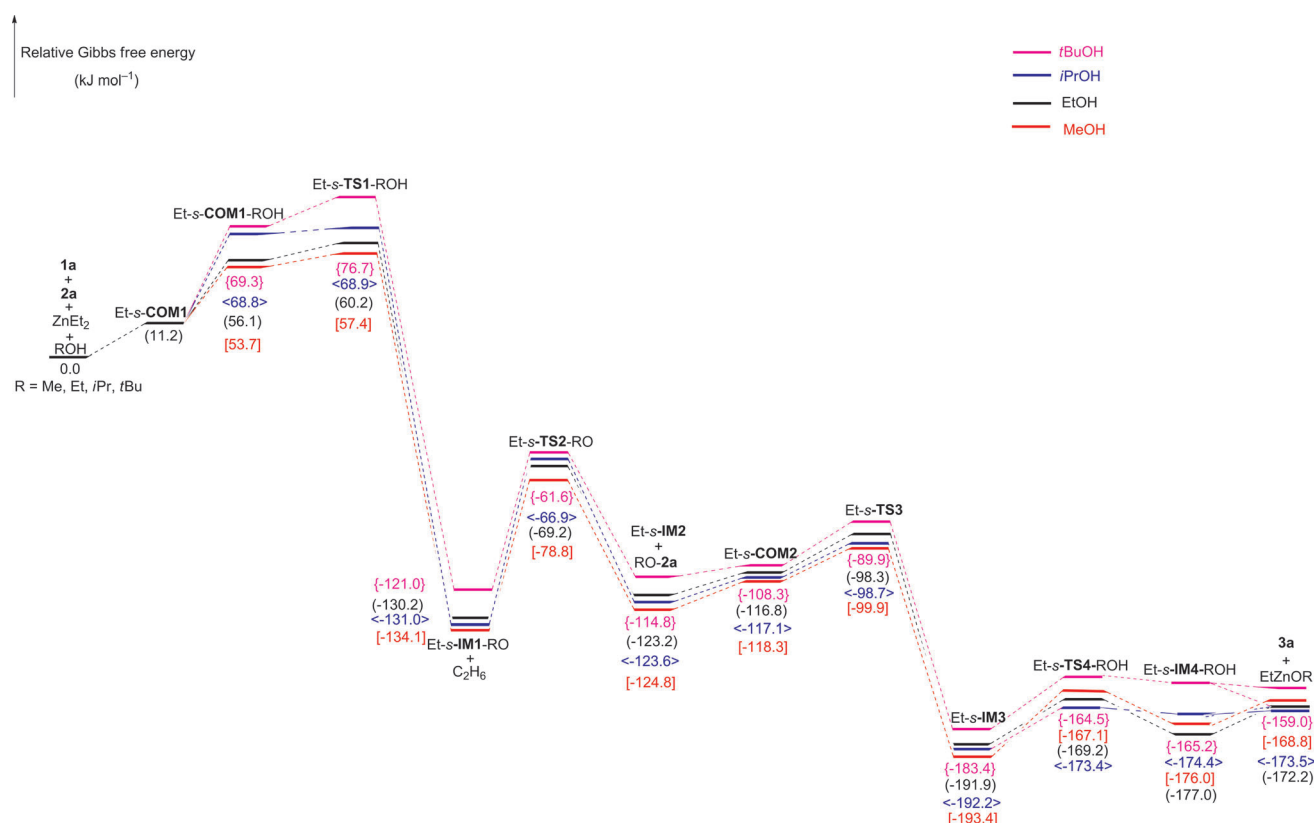 Relative Gibbs free energy
(kJ mol⁻¹)
tBuOH
iPrOH
EtOH
MeOH
1a
+
2a
+
ZnEt₂
+
ROH
0.0
R = Me, Et, iPr, tBu
Et-s-COM1
(11.2)
Et-s-COM1-ROH
{69.3}
<68.8>
(56.1)
[53.7]
Et-s-TS1-ROH
{76.7}
<68.9>
(60.2)
[57.4]
{-121.0}
(-130.2)
<-131.0>
[-134.1]
Et-s-IM1-RO
+
C₂H₆
Et-s-TS2-RO
{-61.6}
<-66.9>
(-69.2)
[-78.8]
Et-s-IM2
+
RO-2a
{-114.8}
(-123.2)
<-123.6>
[-124.8]
Et-s-COM2
{-108.3}
(-116.8)
<-117.1>
[-118.3]
Et-s-TS3
{-89.9}
(-98.3)
<-98.7>
[-99.9]
Et-s-IM3
{-183.4}
(-191.9)
<-192.2>
[-193.4]
Et-s-TS4-ROH
{-164.5}
[-167.1]
(-169.2)
<-173.4>
Et-s-IM4-ROH
{-165.2}
<-174.4>
[-176.0]
(-177.0)
3a
+
EtZnOR
{-159.0}
[-168.8]
<-173.5>
(-172.2)